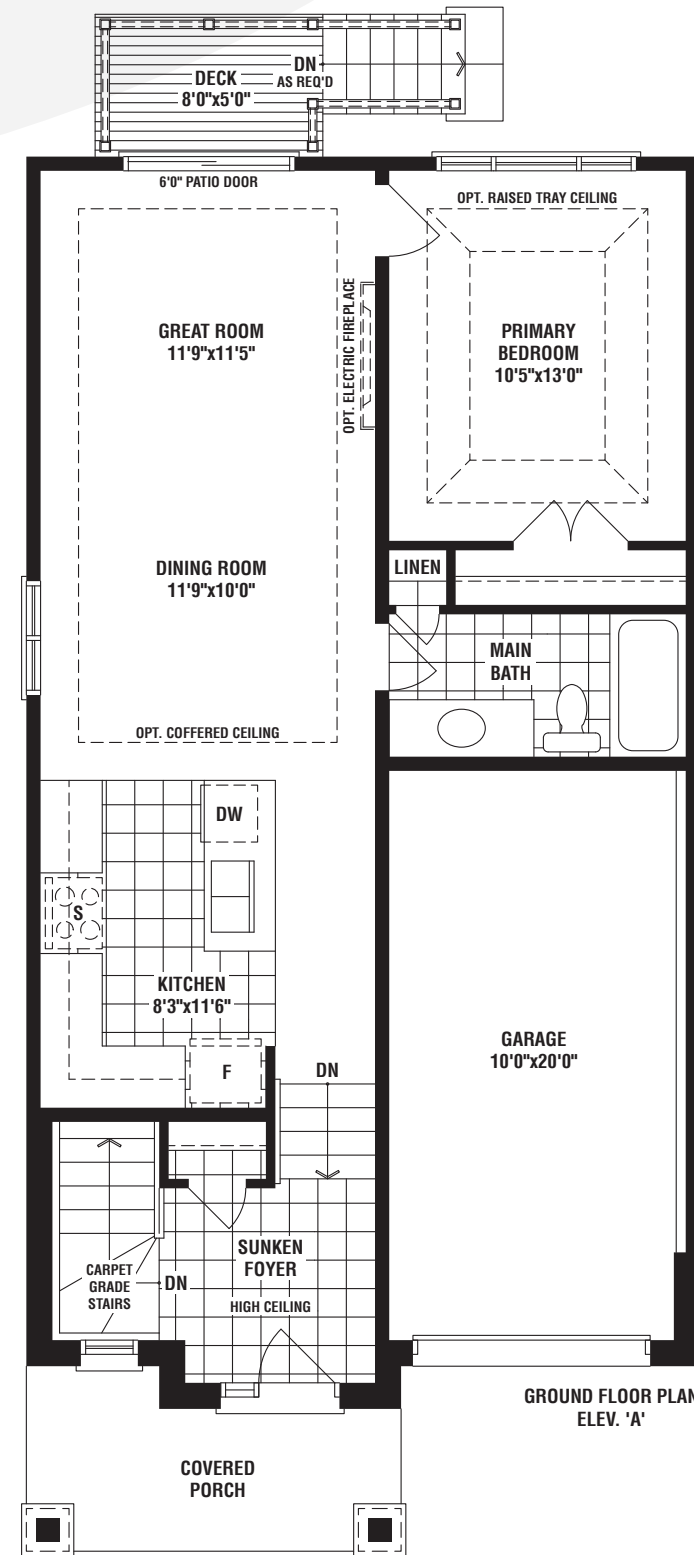 DN
AS REQ'D
DECK
8'0"x5'0"
6'0" PATIO DOOR
OPT. RAISED TRAY CEILING
GREAT ROOM
11'9"x11'5"
OPT. ELECTRIC FIREPLACE
PRIMARY
BEDROOM
10'5"x13'0"
DINING ROOM
11'9"x10'0"
LINEN
MAIN
BATH
OPT. COFFERED CEILING
DW
S
KITCHEN
8'3"x11'6"
F
DN
GARAGE
10'0"x20'0"
SUNKEN
FOYER
HIGH CEILING
CARPET
GRADE
STAIRS
DN
GROUND FLOOR PLAN
ELEV. 'A'
COVERED
PORCH